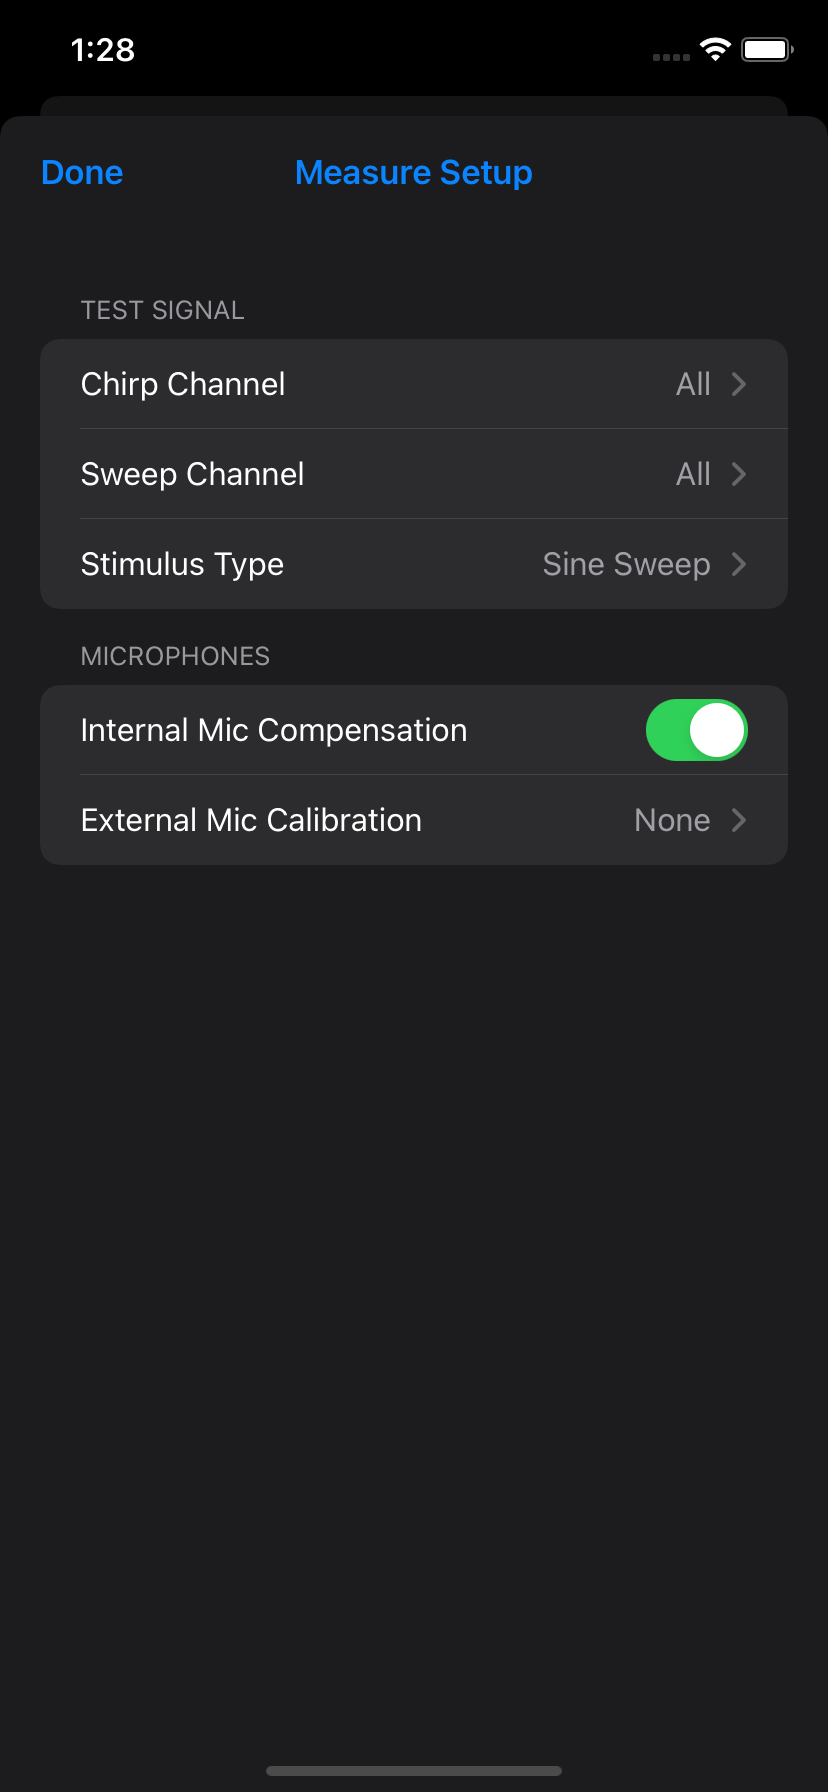 1:28
Done
Measure Setup
TEST SIGNAL
Chirp Channel All
Sweep Channel All
Stimulus Type Sine Sweep
MICROPHONES
Internal Mic Compensation
External Mic Calibration None